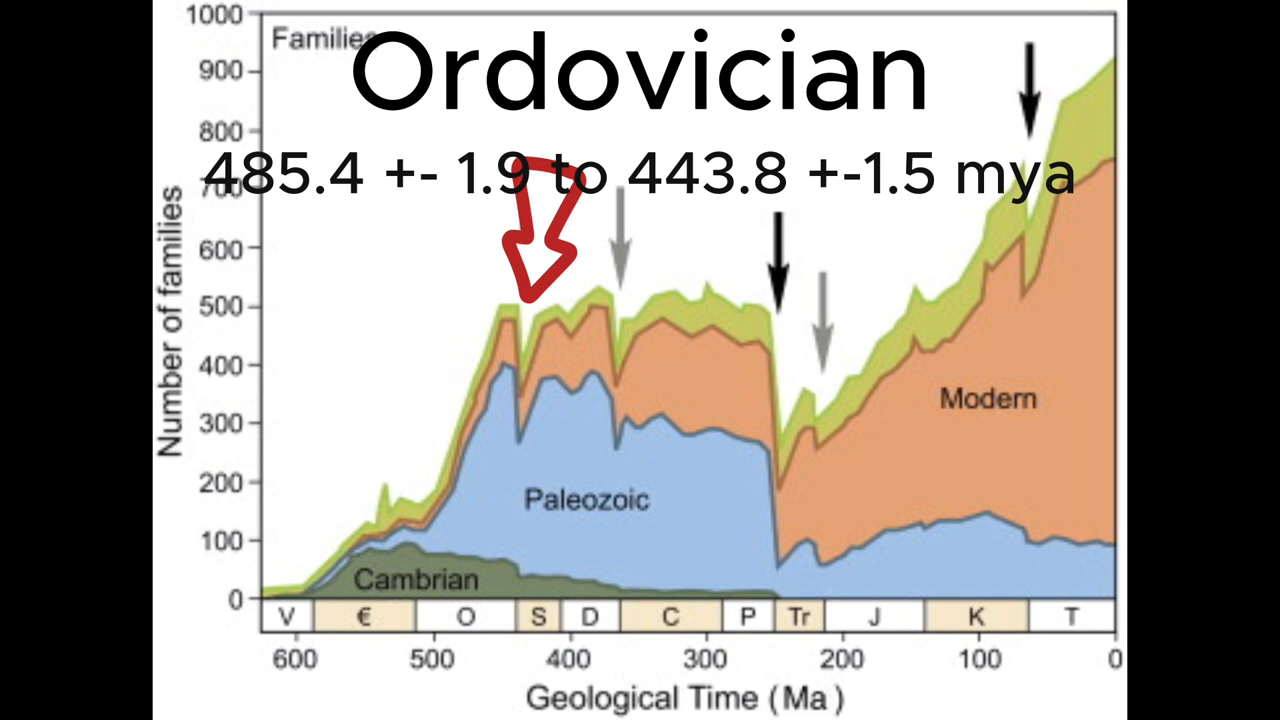 1000
Families
Ordovician
900
800
485.4 +- 1.9 to 443.8 +-1.5 mya
700
600
500
400
300
200
100
0
Number of families
Modern
Paleozoic
Cambrian
V € O S D C P Tr J K T
600 500 400 300 200 100 0
Geological Time (Ma)